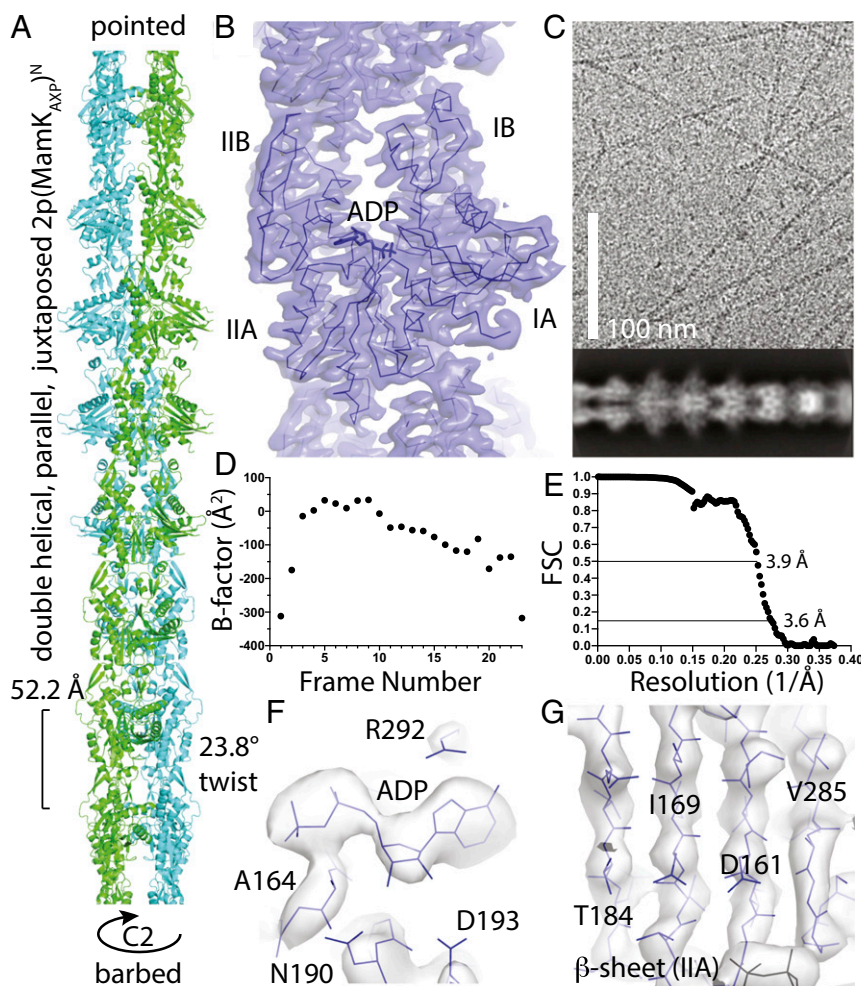 A
pointed
double helical, parallel, juxtaposed 2p(MamK_AXP)^N
52.2 Å
23.8°
twist
C2
barbed
B
IIB
IB
ADP
IIA
IA
C
100 nm
D
B-factor (Å²)
100
0
-100
-200
-300
-400
0
10
20
Frame Number
E
FSC
1.0
0.9
0.8
0.7
0.6
0.5
0.4
0.3
0.2
0.1
0.0
3.9 Å
3.6 Å
0.00
0.05
0.10
0.15
0.20
0.25
0.30
0.35
0.40
Resolution (1/Å)
F
R292
ADP
A164
N190
D193
G
I169
V285
D161
T184
β-sheet (IIA)